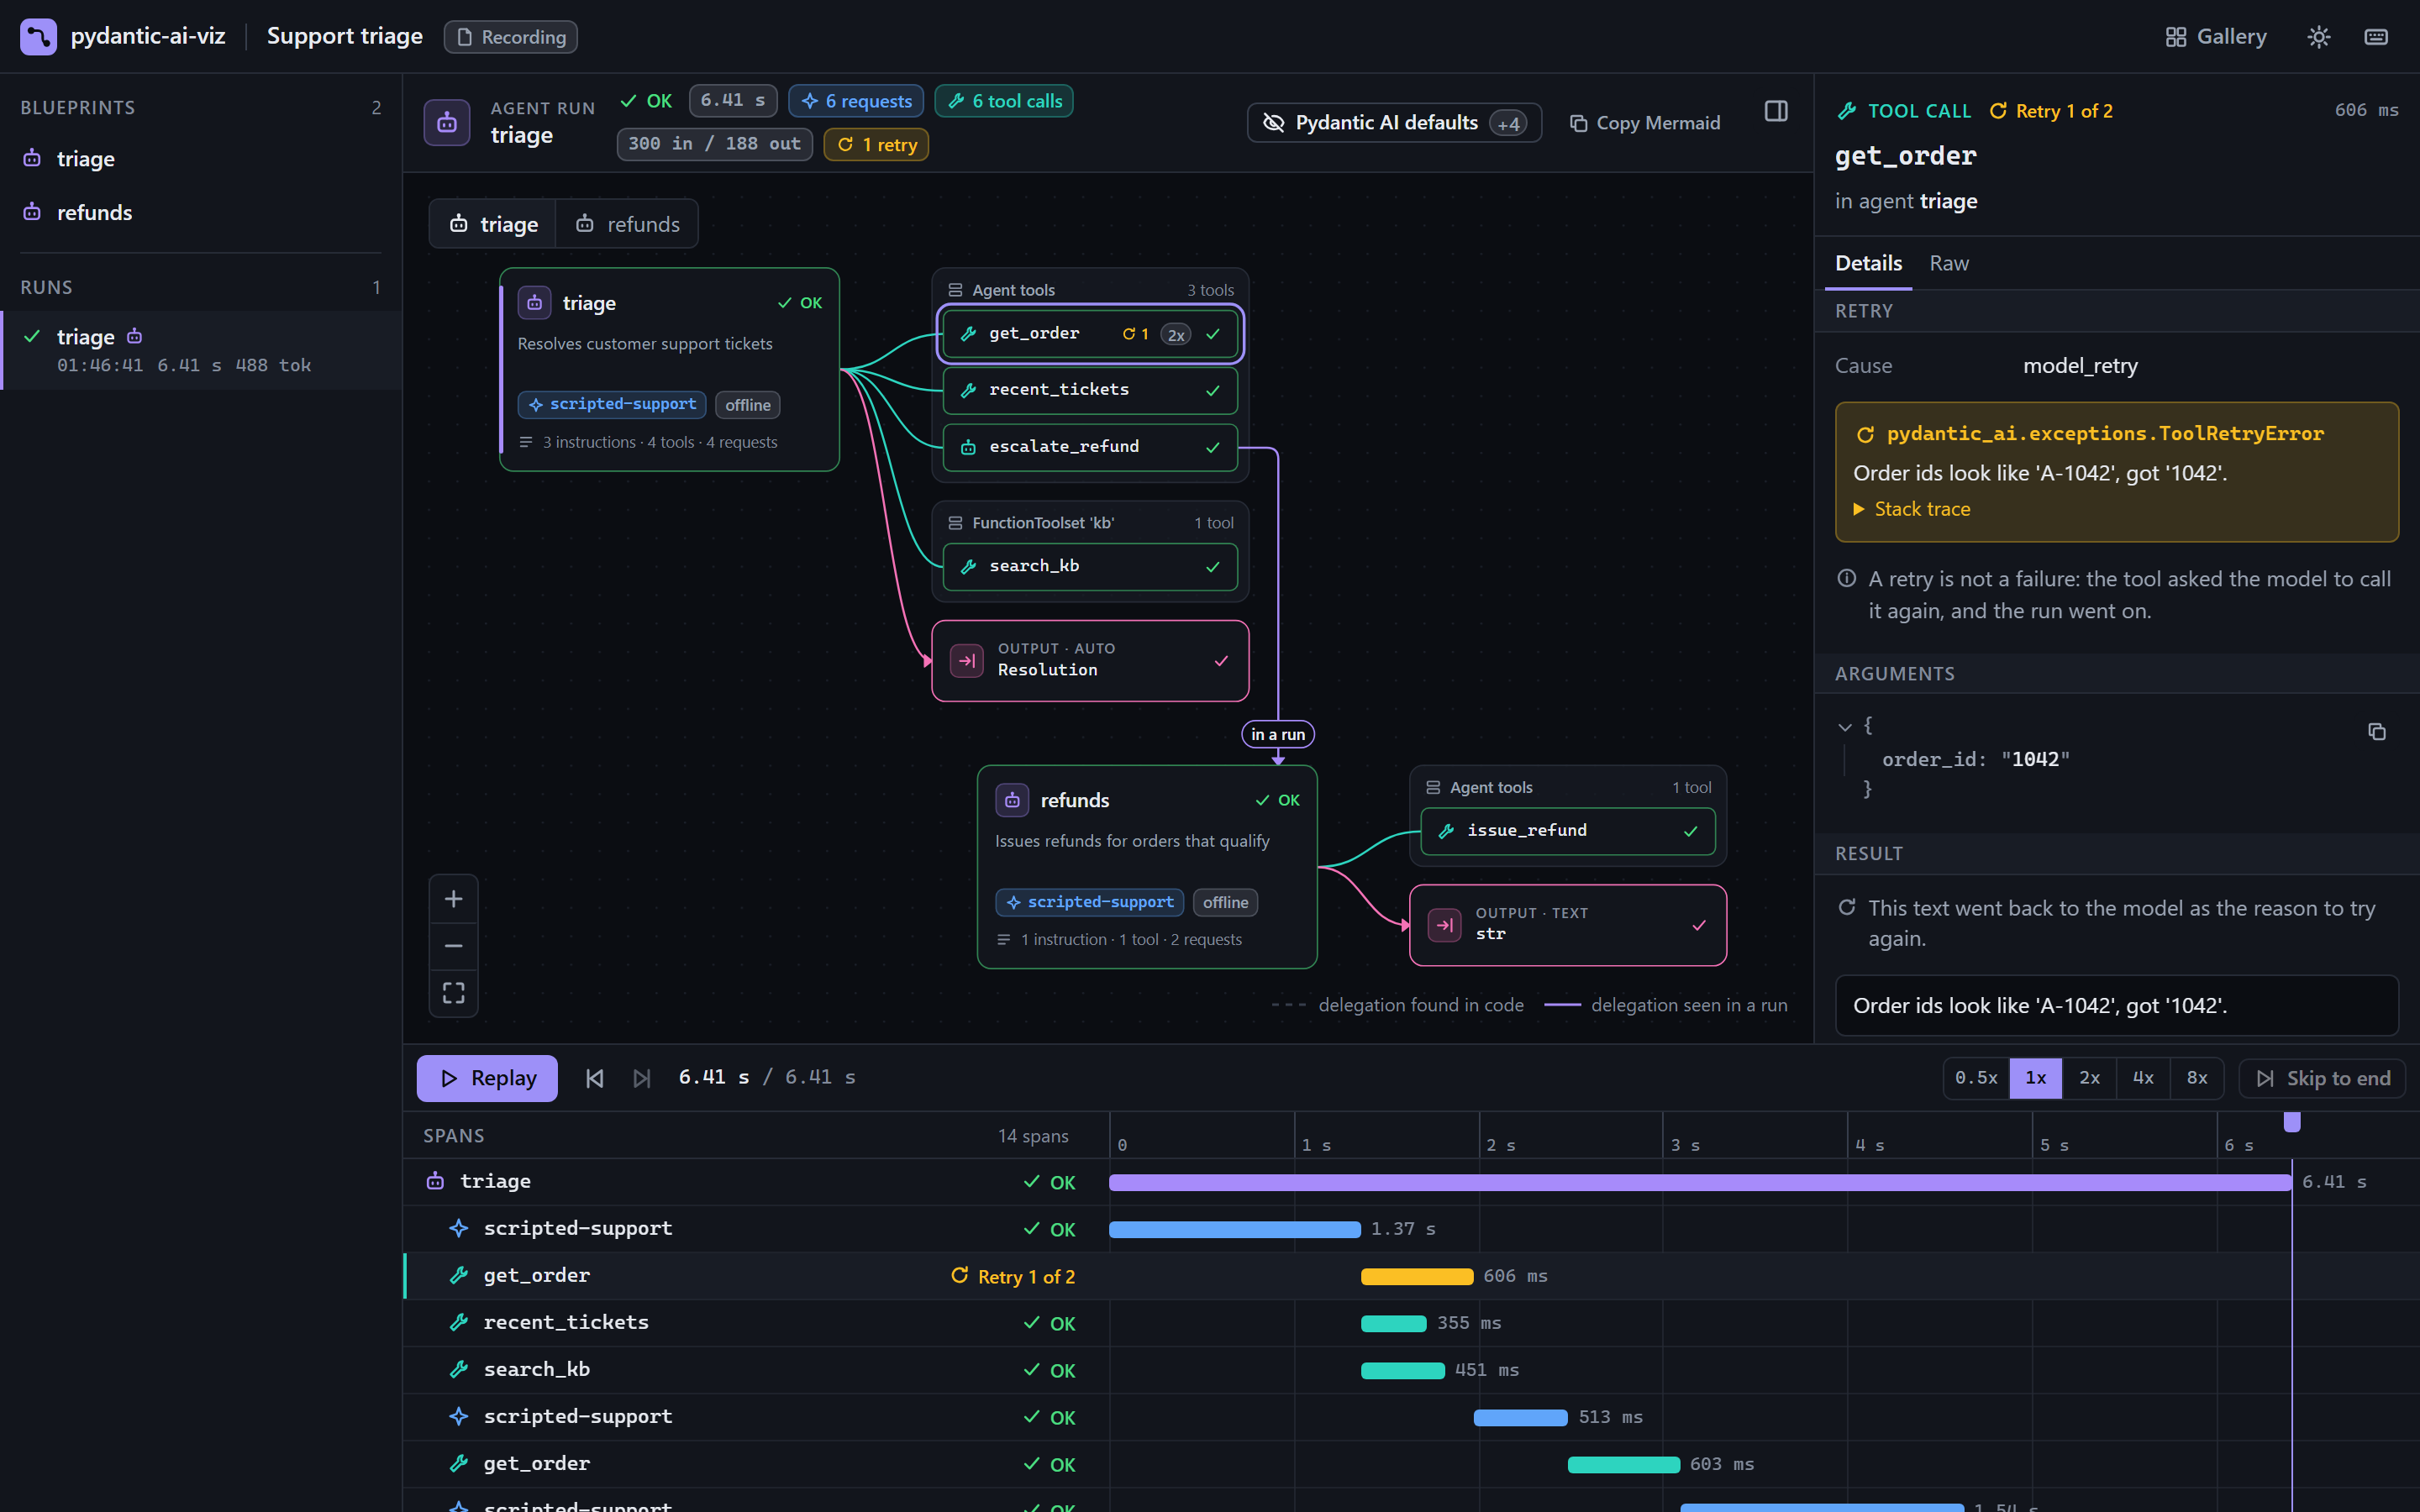 pydantic-ai-viz
Support triage
Recording
Gallery
BLUEPRINTS 2
triage
refunds
RUNS 1
triage
01:46:41 6.41 s 488 tok
AGENT RUN
triage
OK 6.41 s 6 requests 6 tool calls
300 in / 188 out 1 retry
Pydantic AI defaults +4
Copy Mermaid
triage refunds
triage OK
Resolves customer support tickets
scripted-support offline
3 instructions · 4 tools · 4 requests
Agent tools 3 tools
get_order 1 2x
recent_tickets
escalate_refund
FunctionToolset 'kb' 1 tool
search_kb
OUTPUT · AUTO
Resolution
in a run
refunds OK
Issues refunds for orders that qualify
scripted-support offline
1 instruction · 1 tool · 2 requests
Agent tools 1 tool
issue_refund
OUTPUT · TEXT
str
delegation found in code delegation seen in a run
TOOL CALL Retry 1 of 2 606 ms
get_order
in agent triage
Details Raw
RETRY
Cause model_retry
pydantic_ai.exceptions.ToolRetryError
Order ids look like 'A-1042', got '1042'.
Stack trace
A retry is not a failure: the tool asked the model to call
it again, and the run went on.
ARGUMENTS
{
order_id: "1042"
}
RESULT
This text went back to the model as the reason to try
again.
Order ids look like 'A-1042', got '1042'.
Replay 6.41 s / 6.41 s
0.5x 1x 2x 4x 8x Skip to end
SPANS 14 spans 0 1 s 2 s 3 s 4 s 5 s 6 s
triage OK 6.41 s
scripted-support OK 1.37 s
get_order Retry 1 of 2 606 ms
recent_tickets OK 355 ms
search_kb OK 451 ms
scripted-support OK 513 ms
get_order OK 603 ms
scripted-support OK 1.54 s